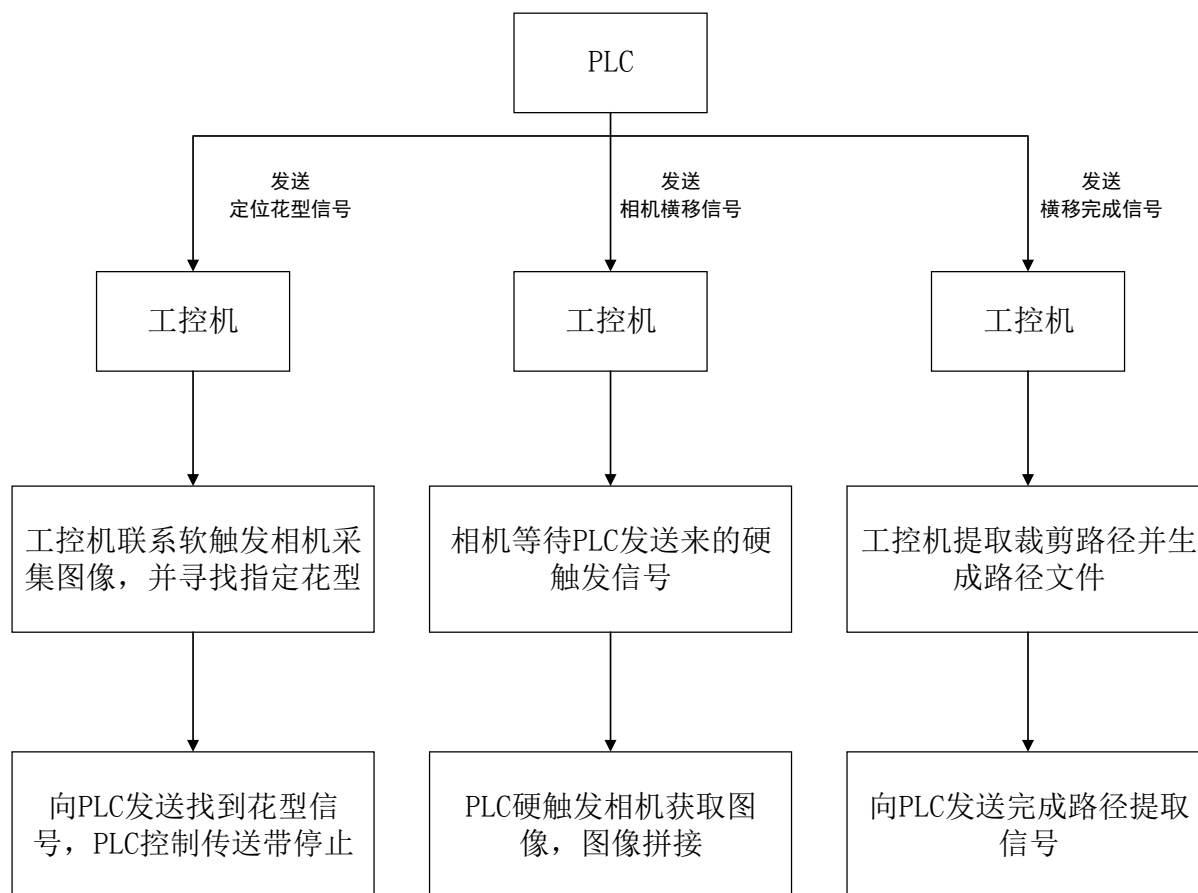 PLC
发送
定位花型信号
发送
相机横移信号
发送
横移完成信号
工控机
工控机
工控机
工控机联系软触发相机采
集图像，并寻找指定花型
相机等待PLC发送来的硬
触发信号
工控机提取裁剪路径并生
成路径文件
向PLC发送找到花型信
号，PLC控制传送带停止
PLC硬触发相机获取图
像，图像拼接
向PLC发送完成路径提取
信号